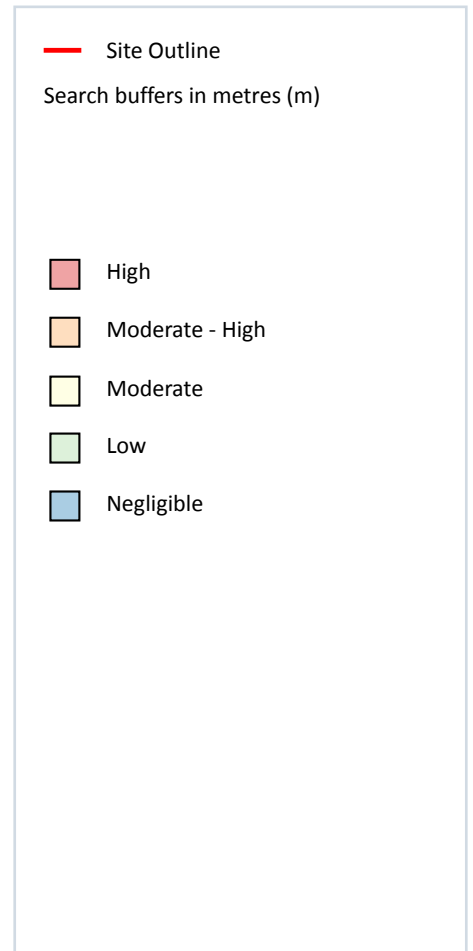 Site Outline
Search buffers in metres (m)
High
Moderate - High
Moderate
Low
Negligible